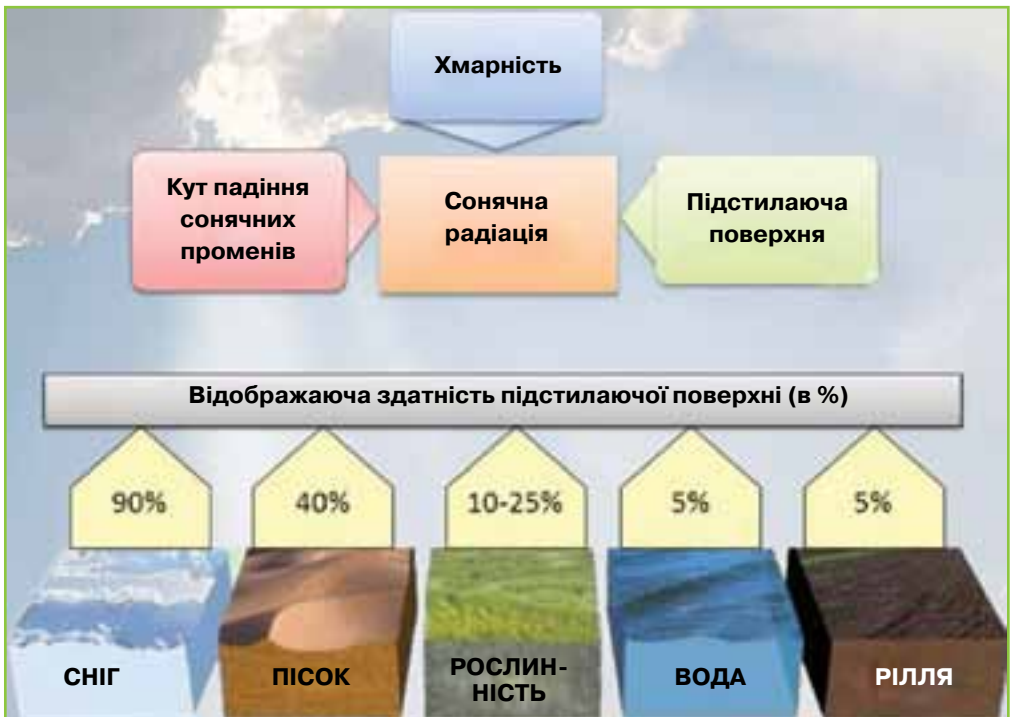 Хмарність
Кут падіння
сонячних
променів
Сонячна
радіація
Підстилаюча
поверхня
Відображаюча здатність підстилаючої поверхні (в %)
90%
40%
10-25%
5%
5%
СНІГ
ПІСОК
РОСЛИН-
НІСТЬ
ВОДА
РІЛЛЯ